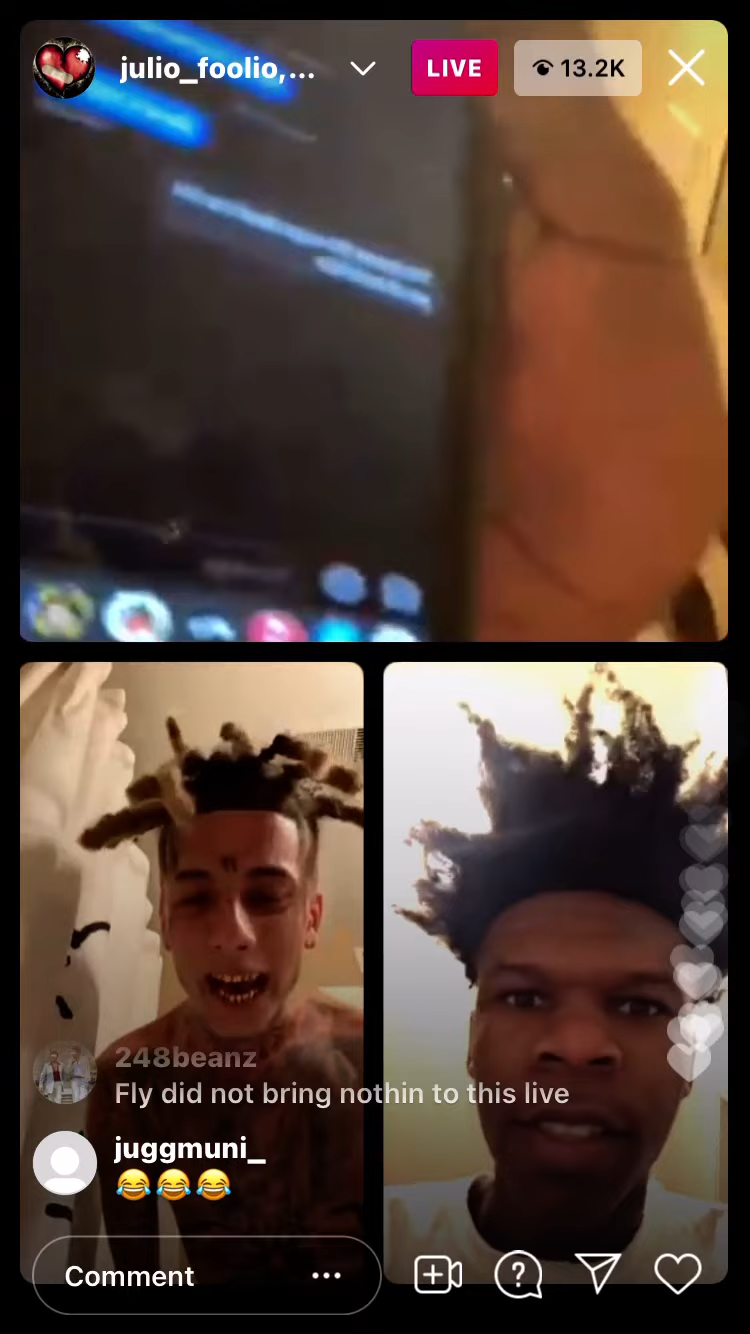 julio_foolio,...
LIVE
13.2K
248beanz
Fly did not bring nothin to this live
juggmuni_
😂😂😂
Comment